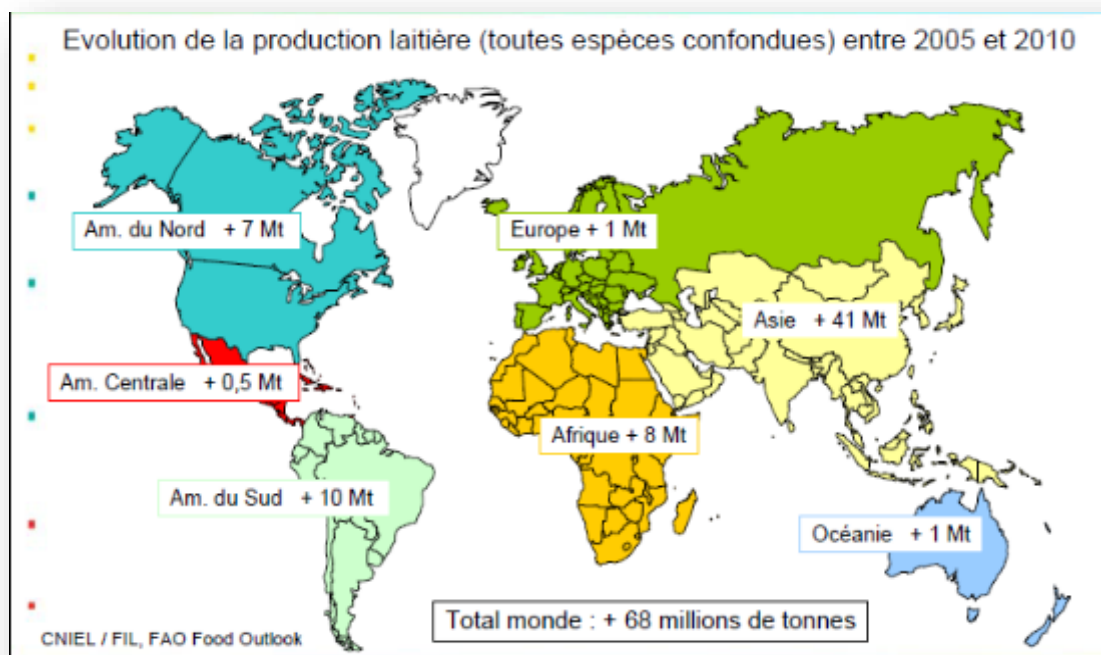 Evolution de la production laitière (toutes espèces confondues) entre 2005 et 2010
Am. du Nord + 7 Mt
Europe + 1 Mt
Asie + 41 Mt
Am. Centrale + 0,5 Mt
Afrique + 8 Mt
Am. du Sud + 10 Mt
Océanie + 1 Mt
Total monde : + 68 millions de tonnes
CNIEL / FIL, FAO Food Outlook